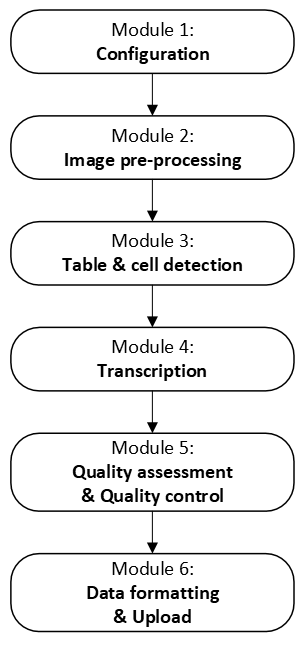 Module 1:
Configuration
Module 2:
Image pre-processing
Module 3:
Table & cell detection
Module 4:
Transcription
Module 5:
Quality assessment
& Quality control
Module 6:
Data formatting
& Upload